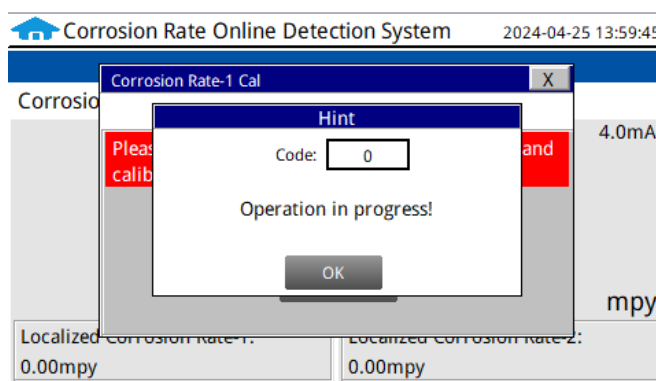 Corrosion Rate Online Detection System 2024-04-25 13:59:45
Corrosion Rate-1 Cal X
Hint
4.0mA
and
Code: 0
Operation in progress!
OK
mpy
Localized Corrosion Rate-1: Localized Corrosion Rate-2:
0.00mpy 0.00mpy